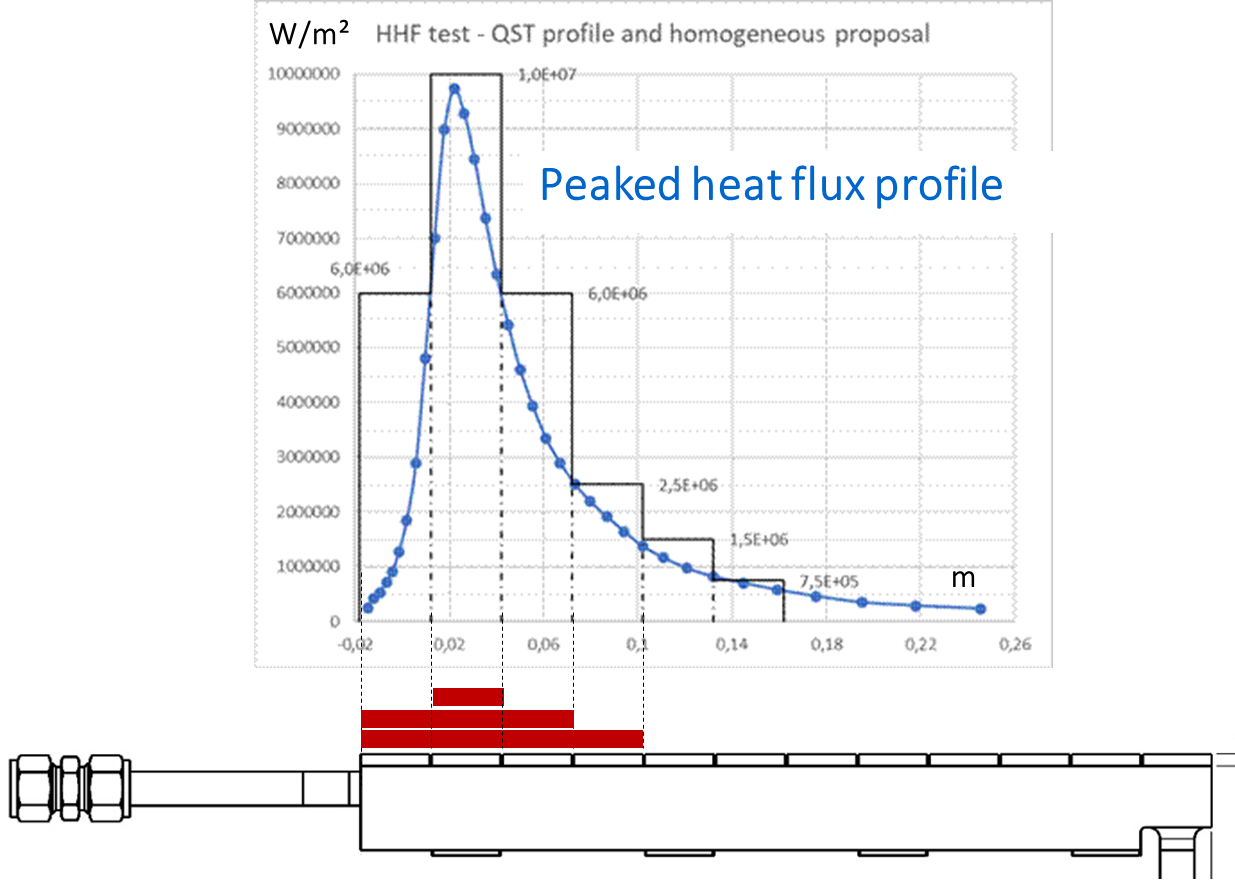 W/m²
HHF test - QST profile and homogeneous proposal
10000000
1,0E+07
9000000
Peaked heat flux profile
8000000
7000000
6,0E+06
6000000
6,0E+06
5000000
4000000
3000000
2,5E+06
2000000
1,5E+06
1000000
m
7,5E+05
0
-0,02
0,02
0,06
0,1
0,14
0,18
0,22
0,26